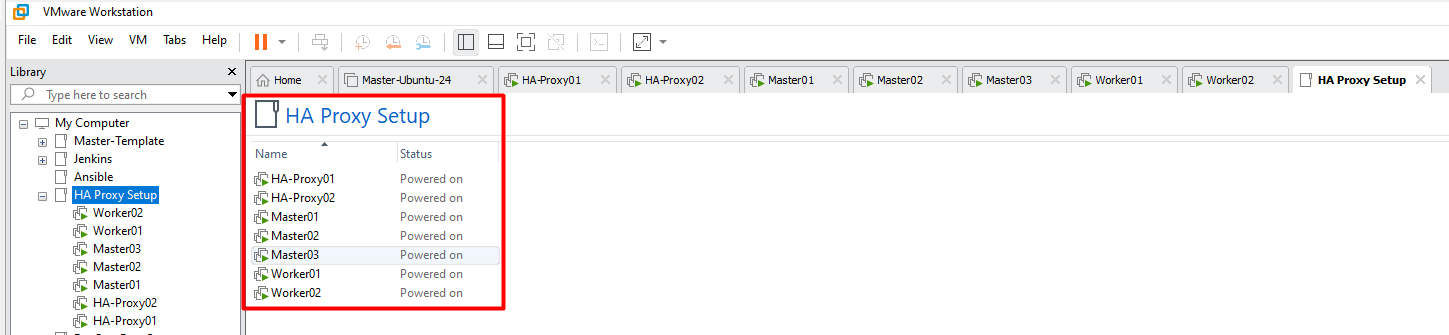 VMware Workstation
File Edit View VM Tabs Help
Library
Type here to search
My Computer
Master-Template
Jenkins
Ansible
HA Proxy Setup
Worker02
Worker01
Master03
Master02
Master01
HA-Proxy02
HA-Proxy01
Home Master-Ubuntu-24 HA-Proxy01 HA-Proxy02 Master01 Master02 Master03 Worker01 Worker02 HA Proxy Setup
HA Proxy Setup
Name Status
HA-Proxy01 Powered on
HA-Proxy02 Powered on
Master01 Powered on
Master02 Powered on
Master03 Powered on
Worker01 Powered on
Worker02 Powered on